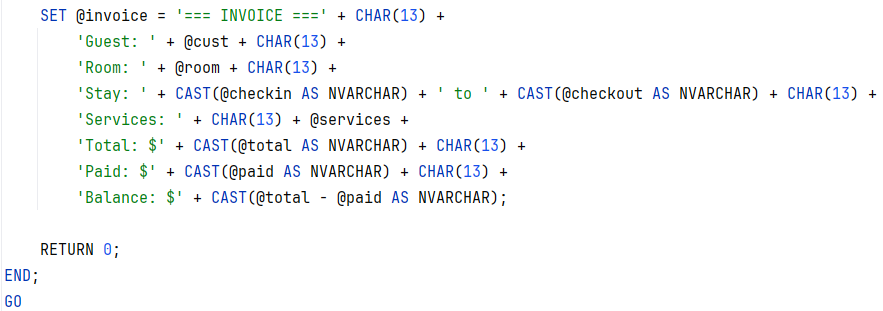 SET @invoice = '=== INVOICE ===' + CHAR(13) +
'Guest: ' + @cust + CHAR(13) +
'Room: ' + @room + CHAR(13) +
'Stay: ' + CAST(@checkin AS NVARCHAR) + ' to ' + CAST(@checkout AS NVARCHAR) + CHAR(13) +
'Services: ' + CHAR(13) + @services +
'Total: $' + CAST(@total AS NVARCHAR) + CHAR(13) +
'Paid: $' + CAST(@paid AS NVARCHAR) + CHAR(13) +
'Balance: $' + CAST(@total - @paid AS NVARCHAR);
RETURN 0;
END;
GO